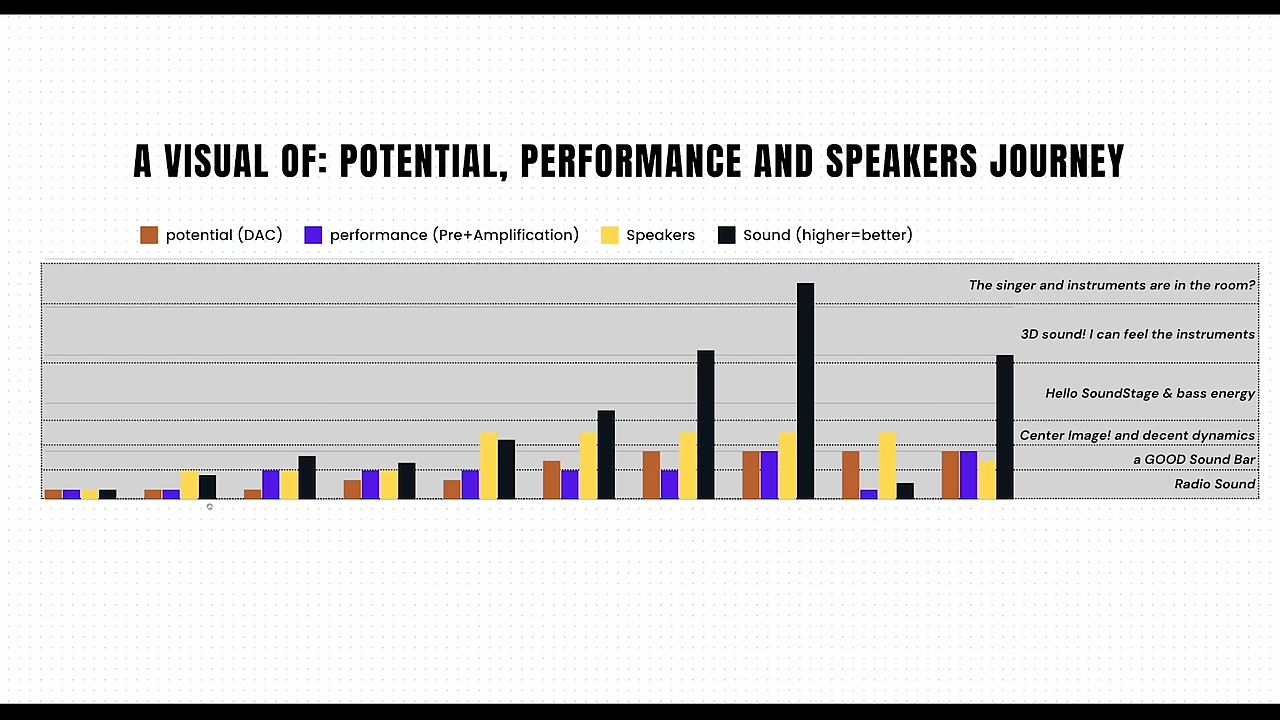 A VISUAL OF: POTENTIAL, PERFORMANCE AND SPEAKERS JOURNEY
potential (DAC) performance (Pre+Amplification) Speakers Sound (higher=better)
The singer and instruments are in the room?
3D sound! I can feel the instruments
Hello SoundStage & bass energy
Center Image! and decent dynamics
a GOOD Sound Bar
Radio Sound